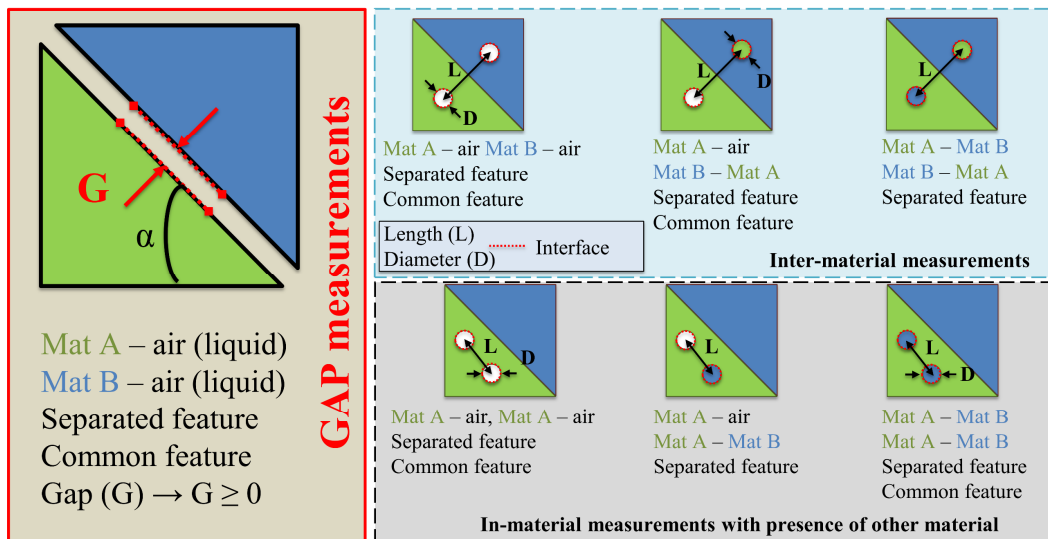 G
α
Mat A – air (liquid)
Mat B – air (liquid)
Separated feature
Common feature
Gap (G) → G ≥ 0
GAP measurements
L
D
Mat A – air Mat B – air
Separated feature
Common feature
L
D
Mat A – air
Mat B – Mat A
Separated feature
Common feature
L
Mat A – Mat B
Mat B – Mat A
Separated feature
Length (L)
Diameter (D)
Interface
Inter-material measurements
L
D
Mat A – air, Mat A – air
Separated feature
Common feature
L
Mat A – air
Mat A – Mat B
Separated feature
L
D
Mat A – Mat B
Mat A – Mat B
Separated feature
Common feature
In-material measurements with presence of other material